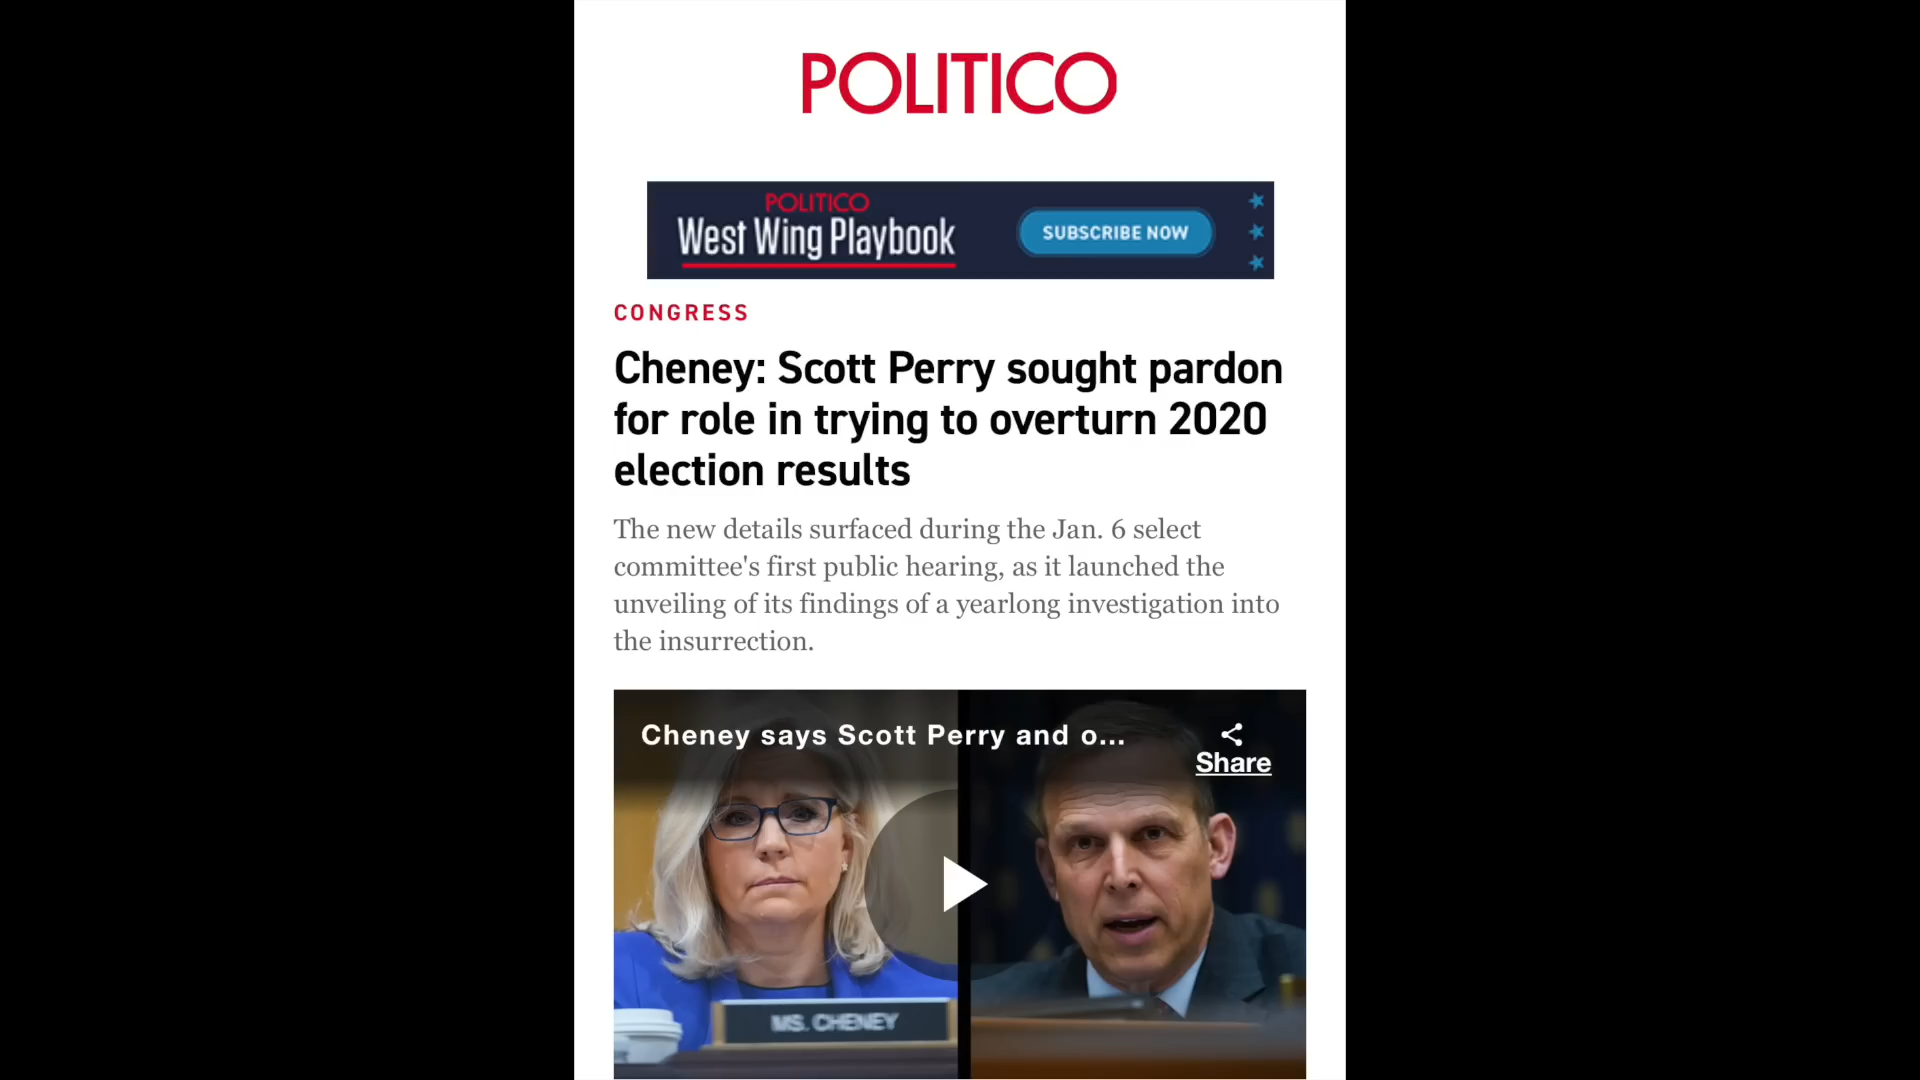 POLITICO
POLITICO
West Wing Playbook
SUBSCRIBE NOW
CONGRESS
Cheney: Scott Perry sought pardon
for role in trying to overturn 2020
election results
The new details surfaced during the Jan. 6 select
committee's first public hearing, as it launched the
unveiling of its findings of a yearlong investigation into
the insurrection.
Cheney says Scott Perry and o...
Share
MS. CHENEY